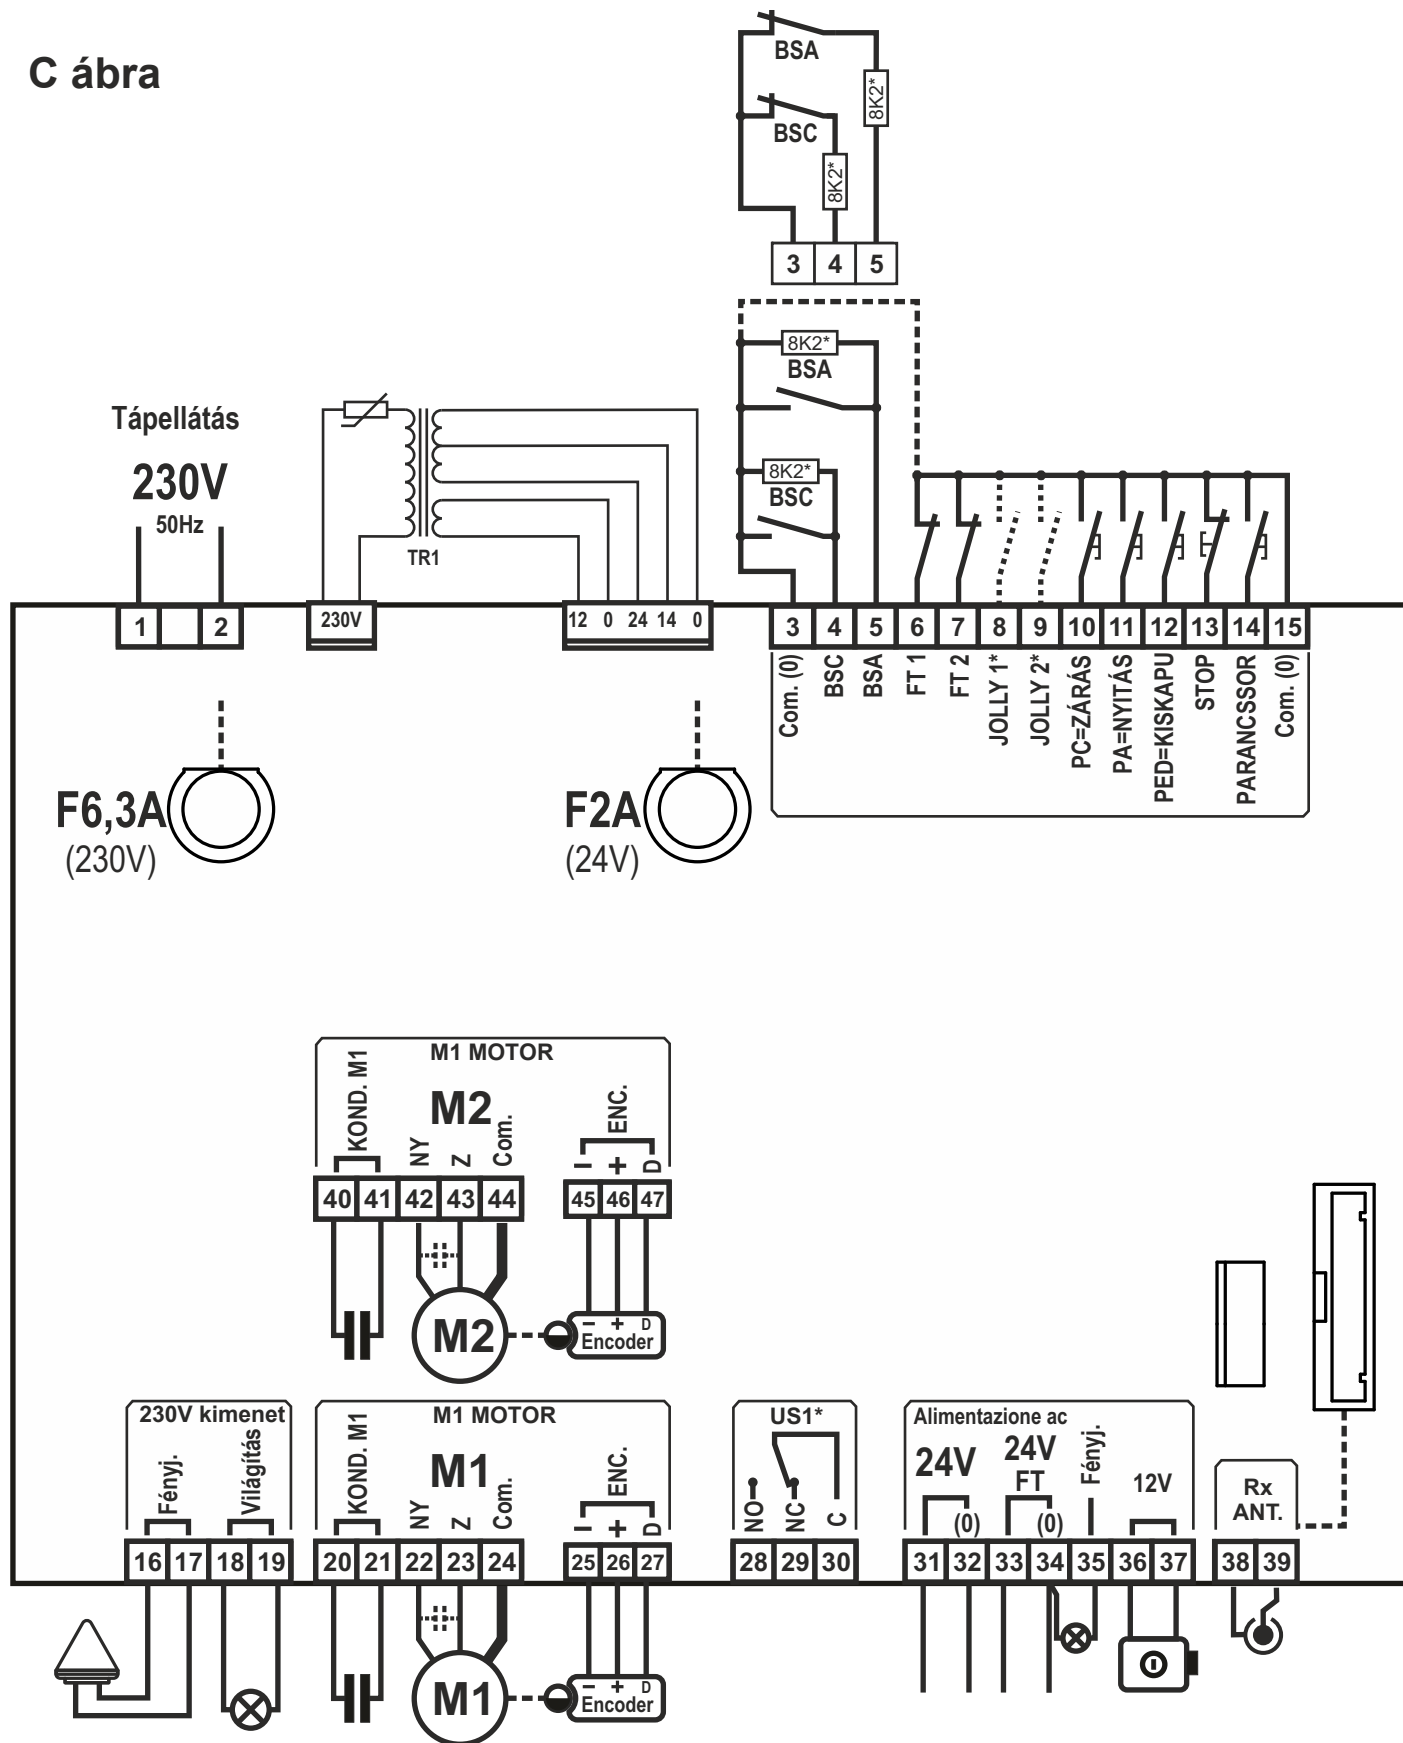 C ábra
BSA
8K2*
BSC
8K2*
3 4 5
8K2*
BSA
8K2*
BSC
Tápellátás
230V
50Hz
TR1
1 2
230V
12 0 24 14 0
3 4 5 6 7 8 9 10 11 12 13 14 15
Com. (0)
BSC
BSA
FT 1
FT 2
JOLLY 1*
JOLLY 2*
PC=ZÁRÁS
PA=NYITÁS
PED=KISKAPU
STOP
PARANCSSOR
Com. (0)
F6,3A
(230V)
F2A
(24V)
M1 MOTOR
KOND. M1
M2
NY
Z
Com.
ENC.
− + D
40 41 42 43 44
45 46 47
M2
− + D
Encoder
230V kimenet
Fényj.
Világítás
16 17 18 19
M1 MOTOR
KOND. M1
M1
NY
Z
Com.
ENC.
− + D
20 21 22 23 24
25 26 27
M1
− + D
Encoder
US1*
NO
NC
C
28 29 30
Alimentazione ac
24V
(0)
24V
FT
(0)
Fényj.
12V
31 32 33 34 35 36 37
Rx
ANT.
38 39